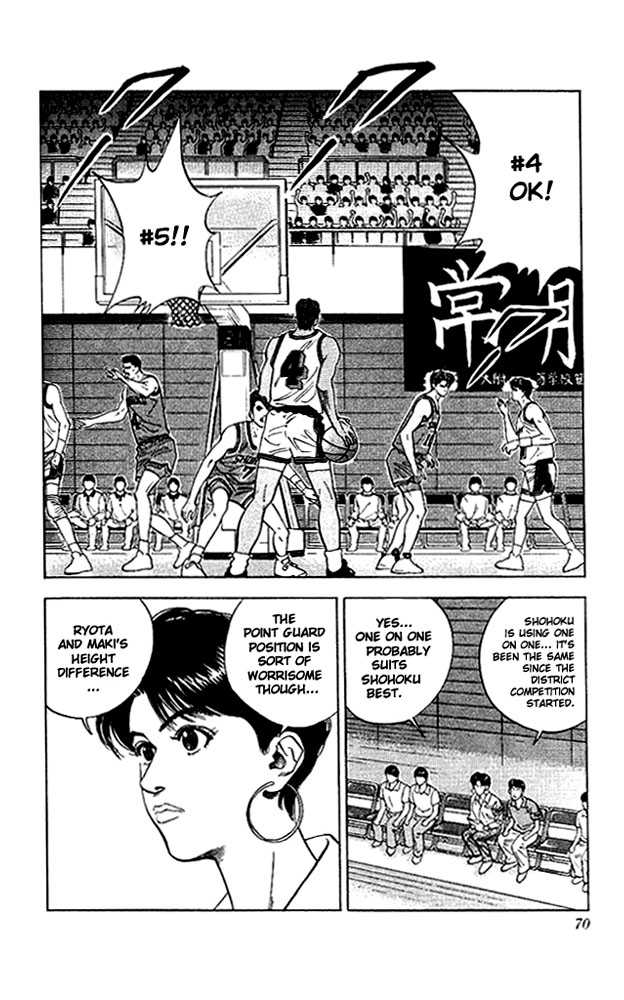 #4
OK!
#5!!
常
4
SHOHOKU
IS USING ONE
ON ONE... IT'S
BEEN THE SAME
SINCE THE
DISTRICT
COMPETITION
STARTED.
YES...
ONE ON ONE
PROBABLY
SUITS
SHOHOKU
BEST.
THE
POINT GUARD
POSITION IS
SORT OF
WORRISOME
THOUGH...
RYOTA
AND MAKI'S
HEIGHT
DIFFERENCE
...
70